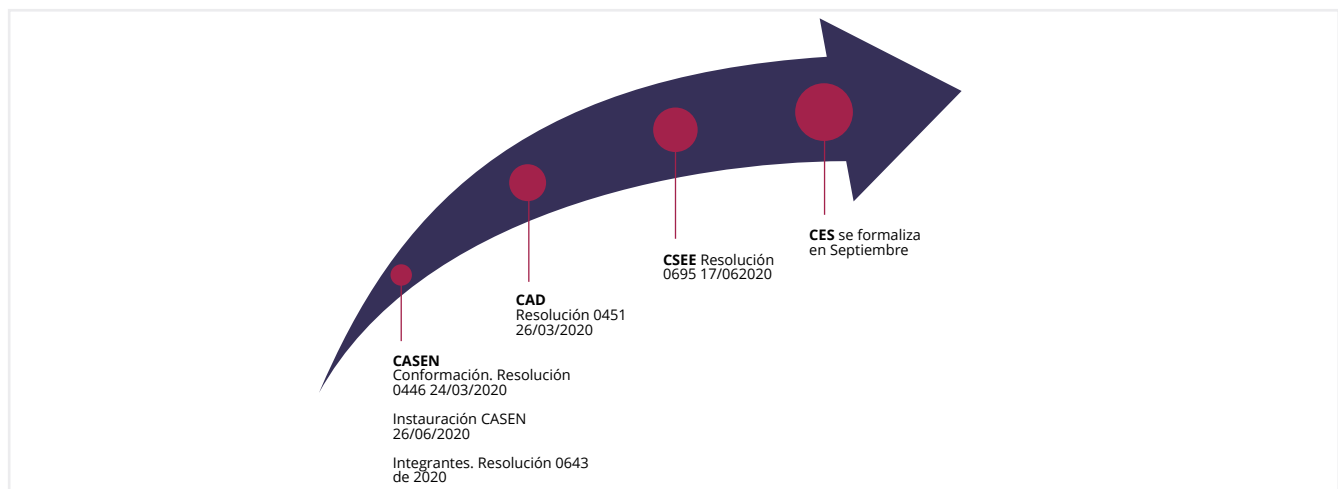 CASEN
Conformación. Resolución
0446 24/03/2020
Instauración CASEN
26/06/2020
Integrantes. Resolución 0643
de 2020
CAD
Resolución 0451
26/03/2020
CSEE Resolución
0695 17/062020
CES se formaliza
en Septiembre